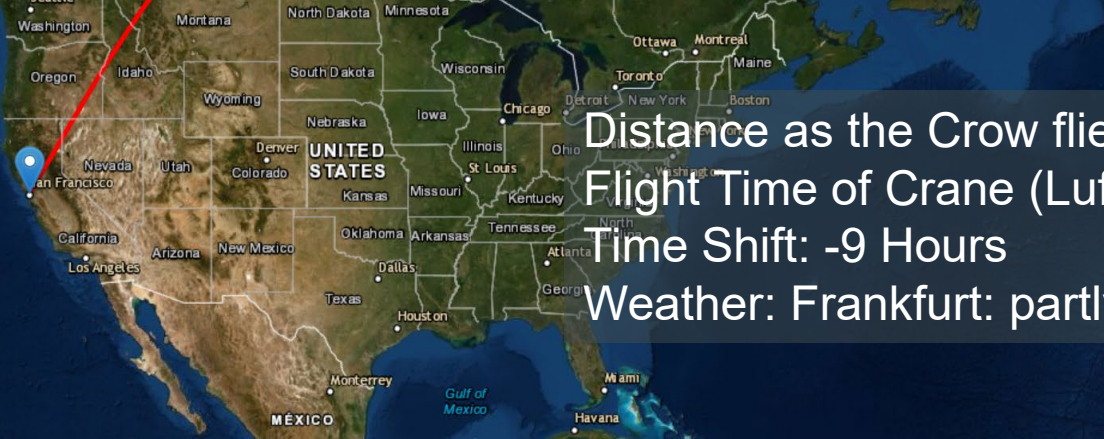 North Dakota Minnesota
Montana
Washington
Ottawa Montreal
Maine
Wisconsin
Toronto
Oregon Idaho South Dakota
Wyoming
Detroit New York Boston
Chicago
Iowa
Nebraska
Distance as the Crow flie
Denver UNITED
STATES
Illinois Ohio
Nevada Utah Colorado
St Louis
Washington
an Francisco
Kansas Missouri Kentucky
Flight Time of Crane (Luf
North
Tennessee
California Oklahoma Arkansas
Arizona New Mexico
Atlanta
Time Shift: -9 Hours
Los Angeles
Dallas
Georgi
Texas
Weather: Frankfurt: partl
Houston
Monterrey
Miami
Gulf of
Mexico
MÉXICO
Havana